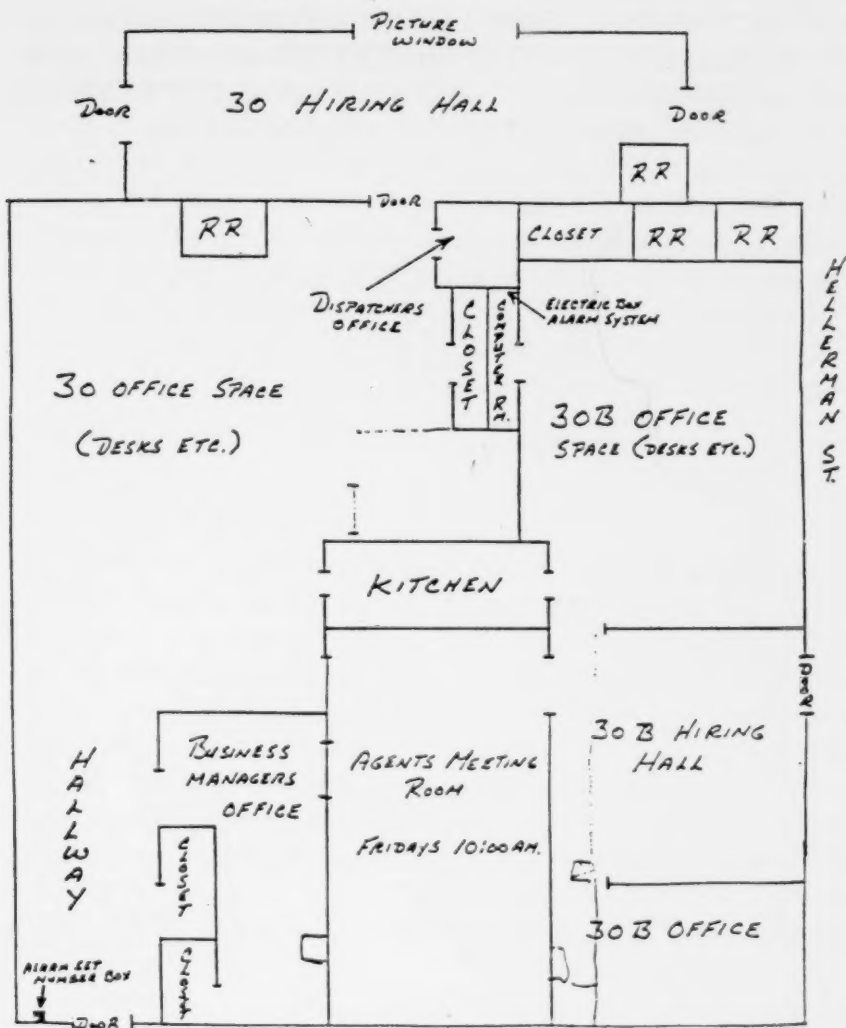 PICTURE
WINDOW
DOOR
30 HIRING HALL
DOOR
RR
DOOR
RR
CLOSET
RR
RR
DISPATCHERS
OFFICE
ELECTRIC BOX
ALARM SYSTEM
CLOSET
COMPUTER RM.
HELLERMAN ST.
30 OFFICE SPACE
(DESKS ETC.)
30B OFFICE
SPACE (DESKS ETC.)
KITCHEN
DOOR
30B HIRING
HALL
BUSINESS
MANAGERS
OFFICE
AGENTS MEETING
ROOM
FRIDAYS 10:00AM.
HALLWAY
CLOSET
30B OFFICE
CLOSET
ALARM SET
NUMBER BOX
DOOR